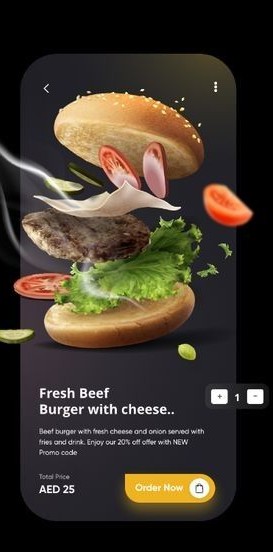 Fresh Beef
Burger with cheese..
+ 1 -
Beef burger with fresh cheese and onion served with
fries and drink. Enjoy our 20% off offer with NEW
Promo code
Total Price
AED 25
Order Now